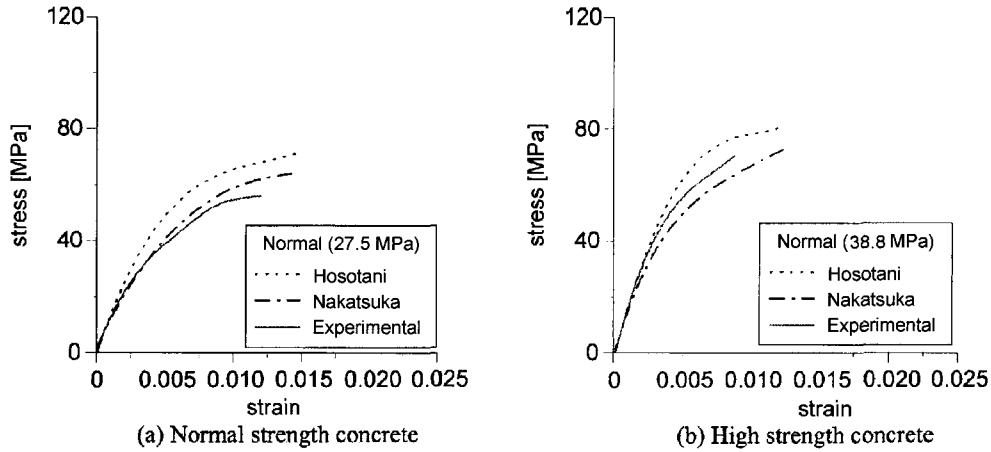 120
80
40
0
stress [MPa]
Normal (27.5 MPa)
Hosotani
Nakatsuka
Experimental
0 0.005 0.010 0.015 0.020 0.025
strain
(a) Normal strength concrete
120
80
40
0
stress [MPa]
Normal (38.8 MPa)
Hosotani
Nakatsuka
Experimental
0 0.005 0.010 0.015 0.020 0.025
strain
(b) High strength concrete